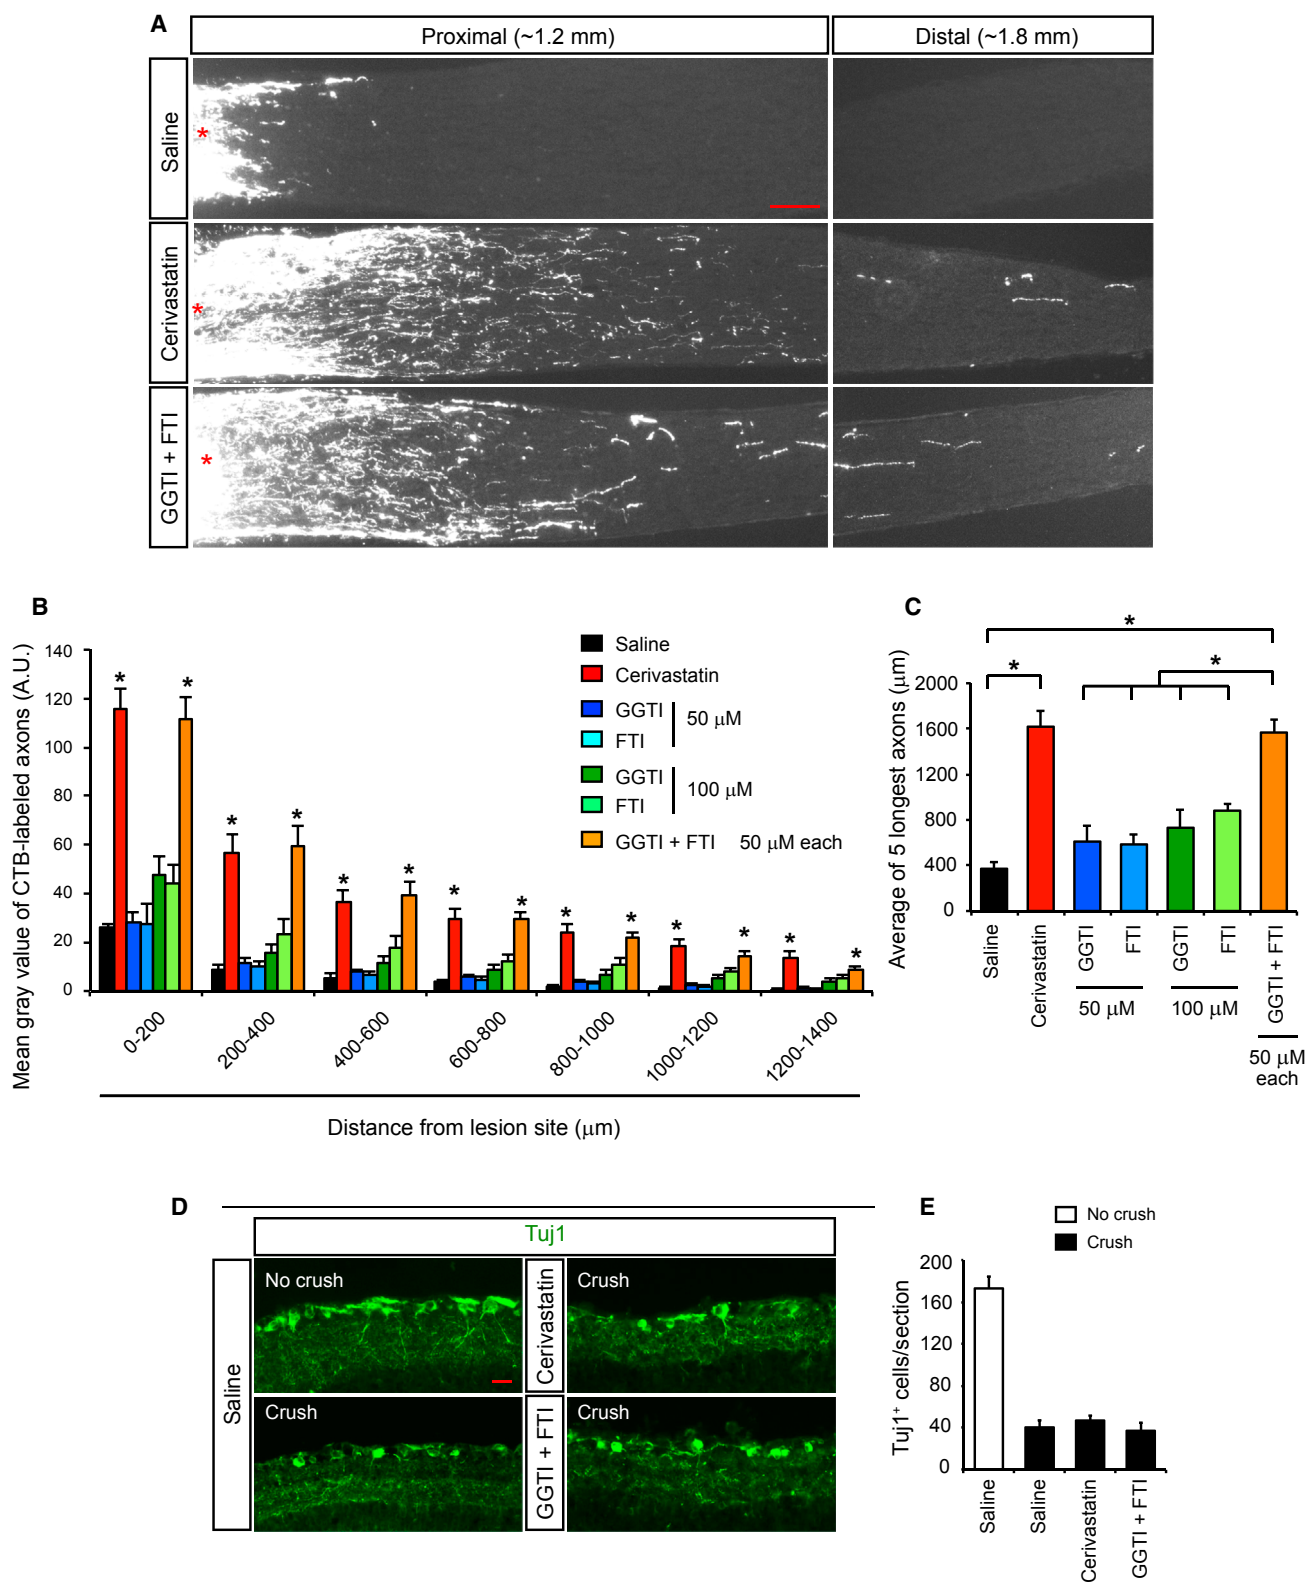 A
Proximal (~1.2 mm)
Distal (~1.8 mm)
Saline
*
Cerivastatin
*
GGTI + FTI
*
B
Mean gray value of CTB-labeled axons (A.U.)
140
120
100
80
60
40
20
0
* *
* *
* *
* *
* *
* *
* *
Saline
Cerivastatin
GGTI
FTI
50 μM
GGTI
FTI
100 μM
GGTI + FTI 50 μM each
0-200
200-400
400-600
600-800
800-1000
1000-1200
1200-1400
Distance from lesion site (μm)
C
Average of 5 longest axons (μm)
2000
1600
1200
800
400
0
*
*
*
Saline
Cerivastatin
GGTI
FTI
50 μM
GGTI
FTI
100 μM
GGTI + FTI
50 μM
each
D
Tuj1
Saline
No crush
Crush
Cerivastatin
Crush
GGTI + FTI
Crush
E
No crush
Crush
Tuj1⁺ cells/section
200
160
120
80
40
0
Saline
Saline
Cerivastatin
GGTI + FTI